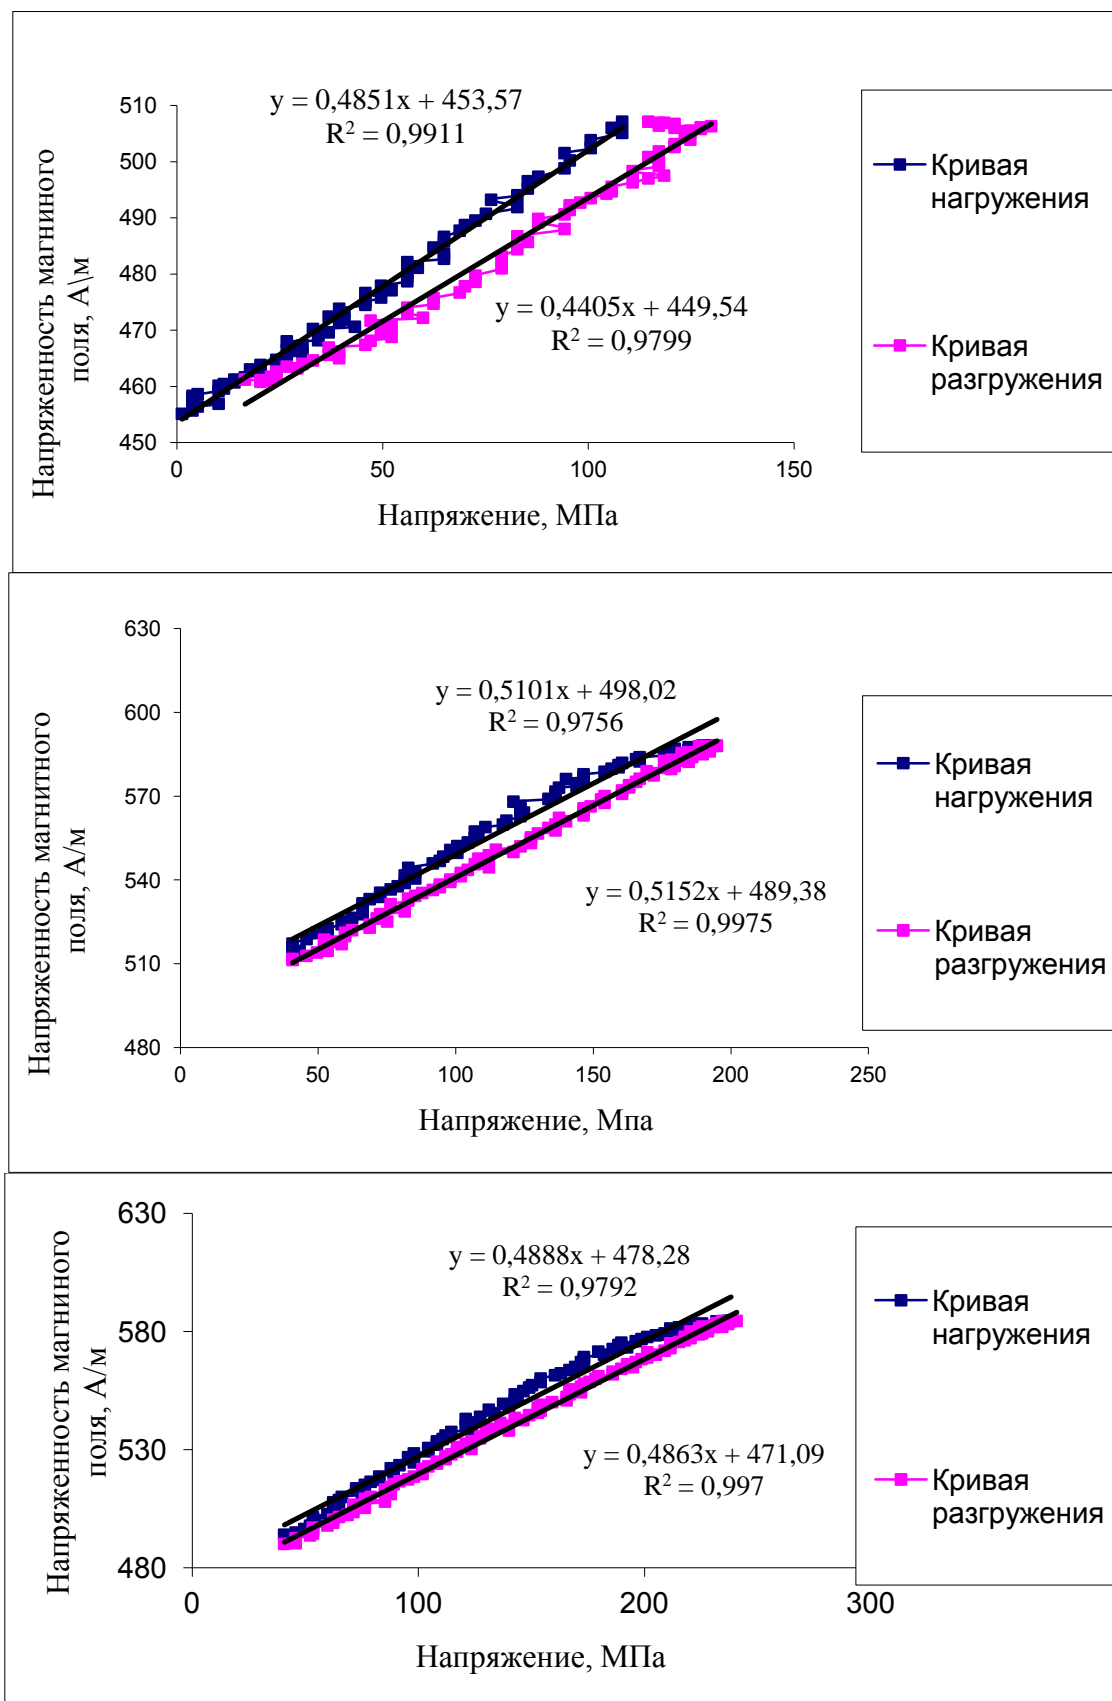 y = 0,4851x + 453,57
R² = 0,9911
510
500
490
480
470
460
450
0
50
100
150
y = 0,4405x + 449,54
R² = 0,9799
Напряженность магниного
поля, А\м
Напряжение, МПа
Кривая
нагружения
Кривая
разгружения
630
600
570
540
510
480
0
50
100
150
200
250
y = 0,5101x + 498,02
R² = 0,9756
y = 0,5152x + 489,38
R² = 0,9975
Напряженность магнитного
поля, А/м
Напряжение, Мпа
Кривая
нагружения
Кривая
разгружения
630
580
530
480
0
100
200
300
y = 0,4888x + 478,28
R² = 0,9792
y = 0,4863x + 471,09
R² = 0,997
Напряженность магниного
поля, А/м
Напряжение, МПа
Кривая
нагружения
Кривая
разгружения